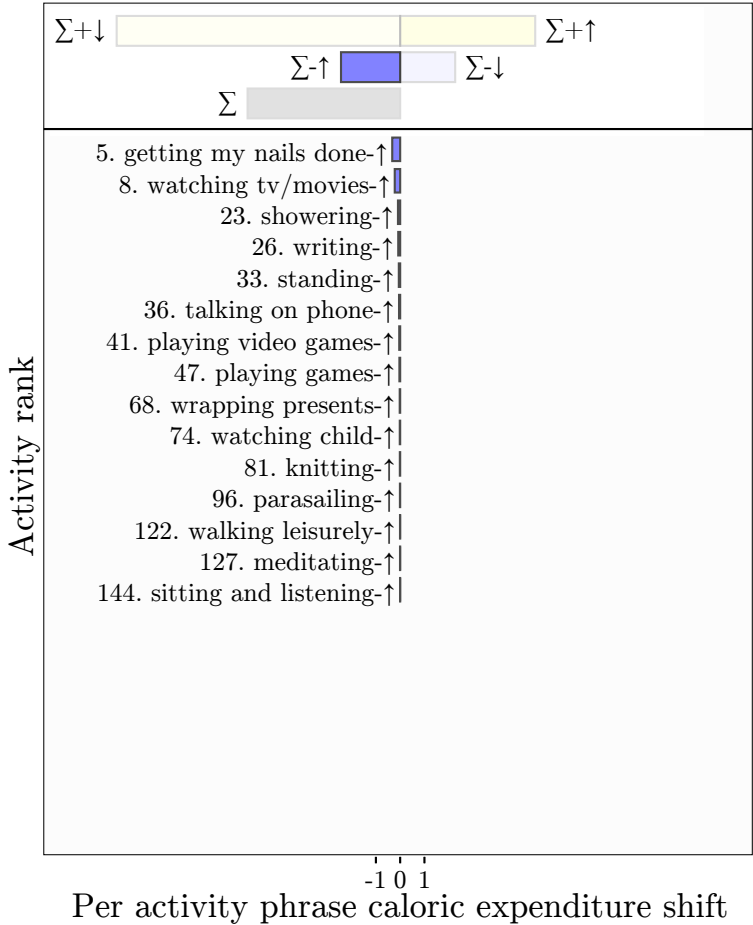 ∑+↓ ∑+↑
∑-↑ ∑-↓
∑
5. getting my nails done-↑
8. watching tv/movies-↑
23. showering-↑
26. writing-↑
33. standing-↑
36. talking on phone-↑
41. playing video games-↑
47. playing games-↑
68. wrapping presents-↑
74. watching child-↑
81. knitting-↑
96. parasailing-↑
122. walking leisurely-↑
127. meditating-↑
144. sitting and listening-↑
Activity rank
-1 0 1
Per activity phrase caloric expenditure shift